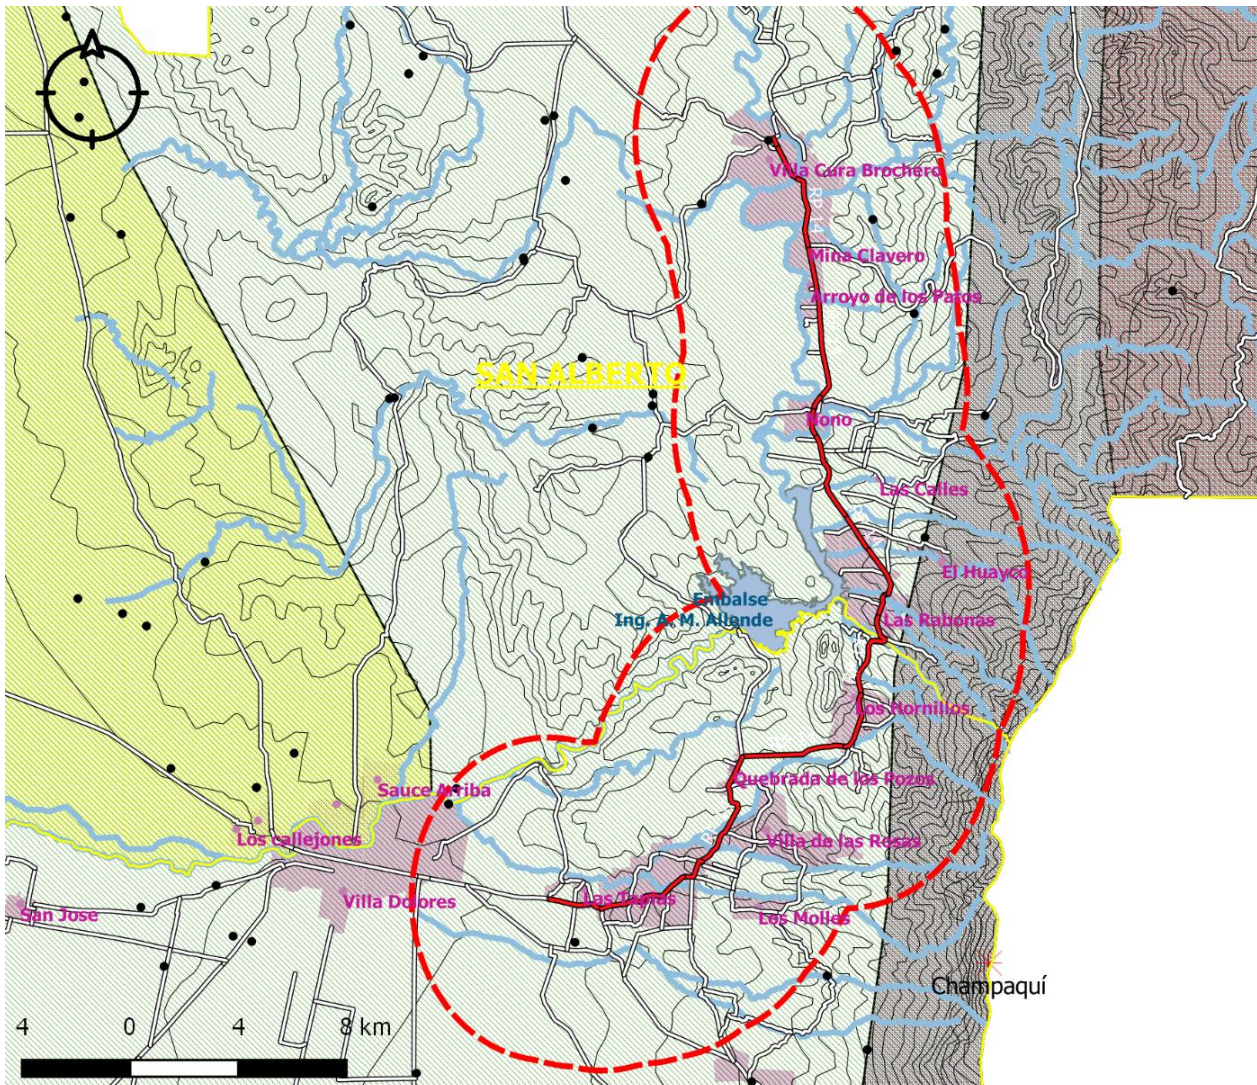 Villa Cura Brochero
RP 14
Mina Clavero
Arroyo de los Patos
SAN ALBERTO
Nono
Las Calles
El Huayco
Embalse
Ing. A. M. Allende
Las Rabonas
Los Hornillos
Quebrada de los Pozos
Sauce Arriba
Los callejones
Villa de las Rosas
Las Tapias
Villa Dolores
San Jose
Los Molles
Champaquí
4 0 4 8 km